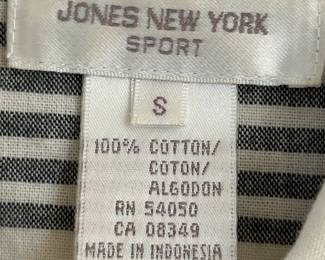 JONES NEW YORK
SPORT
S
100% COTTON/
COTON/
ALGODON
RN 54050
CA 08349
MADE IN INDONESIA